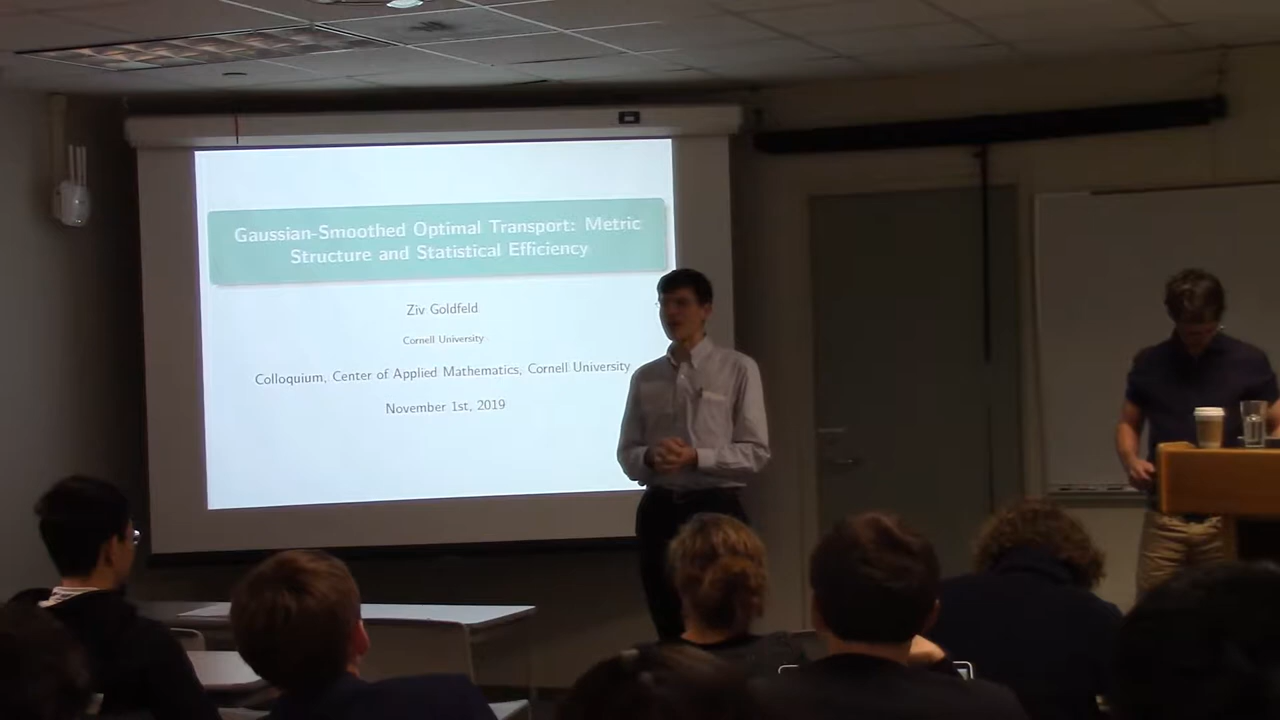 Gaussian-Smoothed Optimal Transport: Metric
Structure and Statistical Efficiency
Ziv Goldfeld
Cornell University
Colloquium, Center of Applied Mathematics, Cornell University
November 1st, 2019